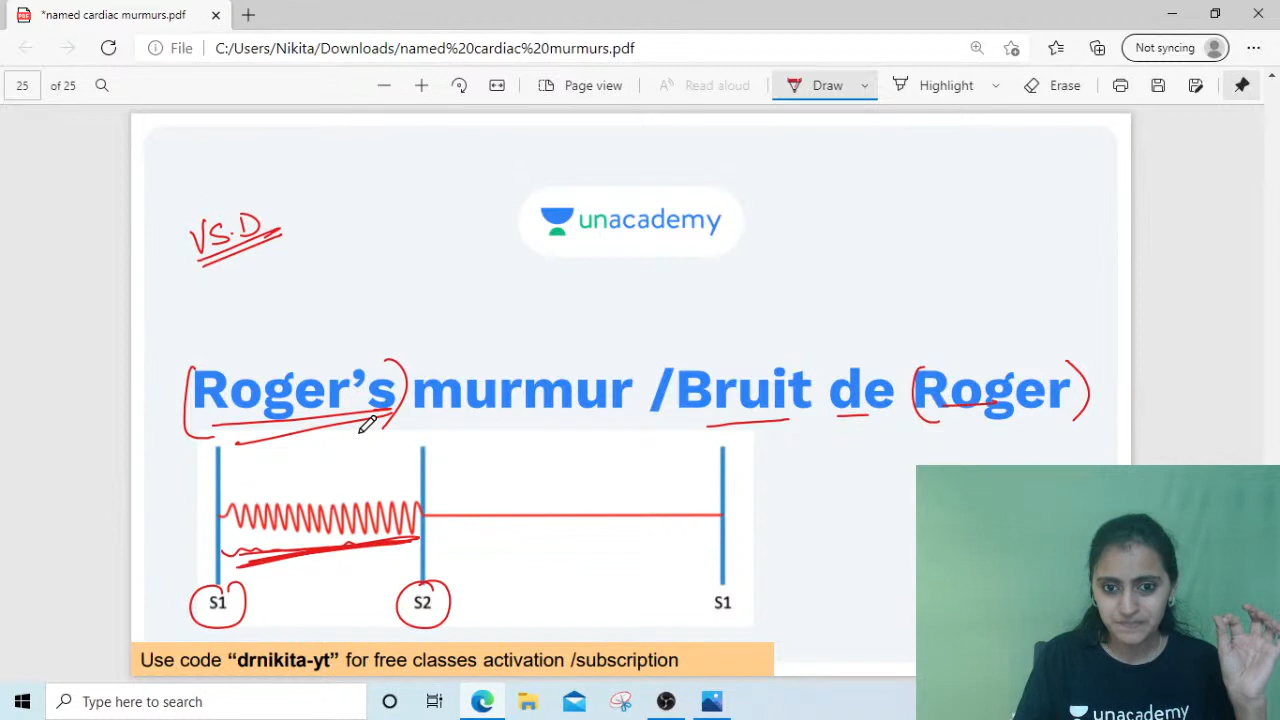 *named cardiac murmurs.pdf
File
C:/Users/Nikita/Downloads/named%20cardiac%20murmurs.pdf
Not syncing
25 of 25
Page view
Read aloud
Draw
Highlight
Erase
VS.D
unacademy
Roger's murmur /Bruit de Roger
S1 S2 S1
Use code “drnikita-yt” for free classes activation /subscription
unacademy
Type here to search